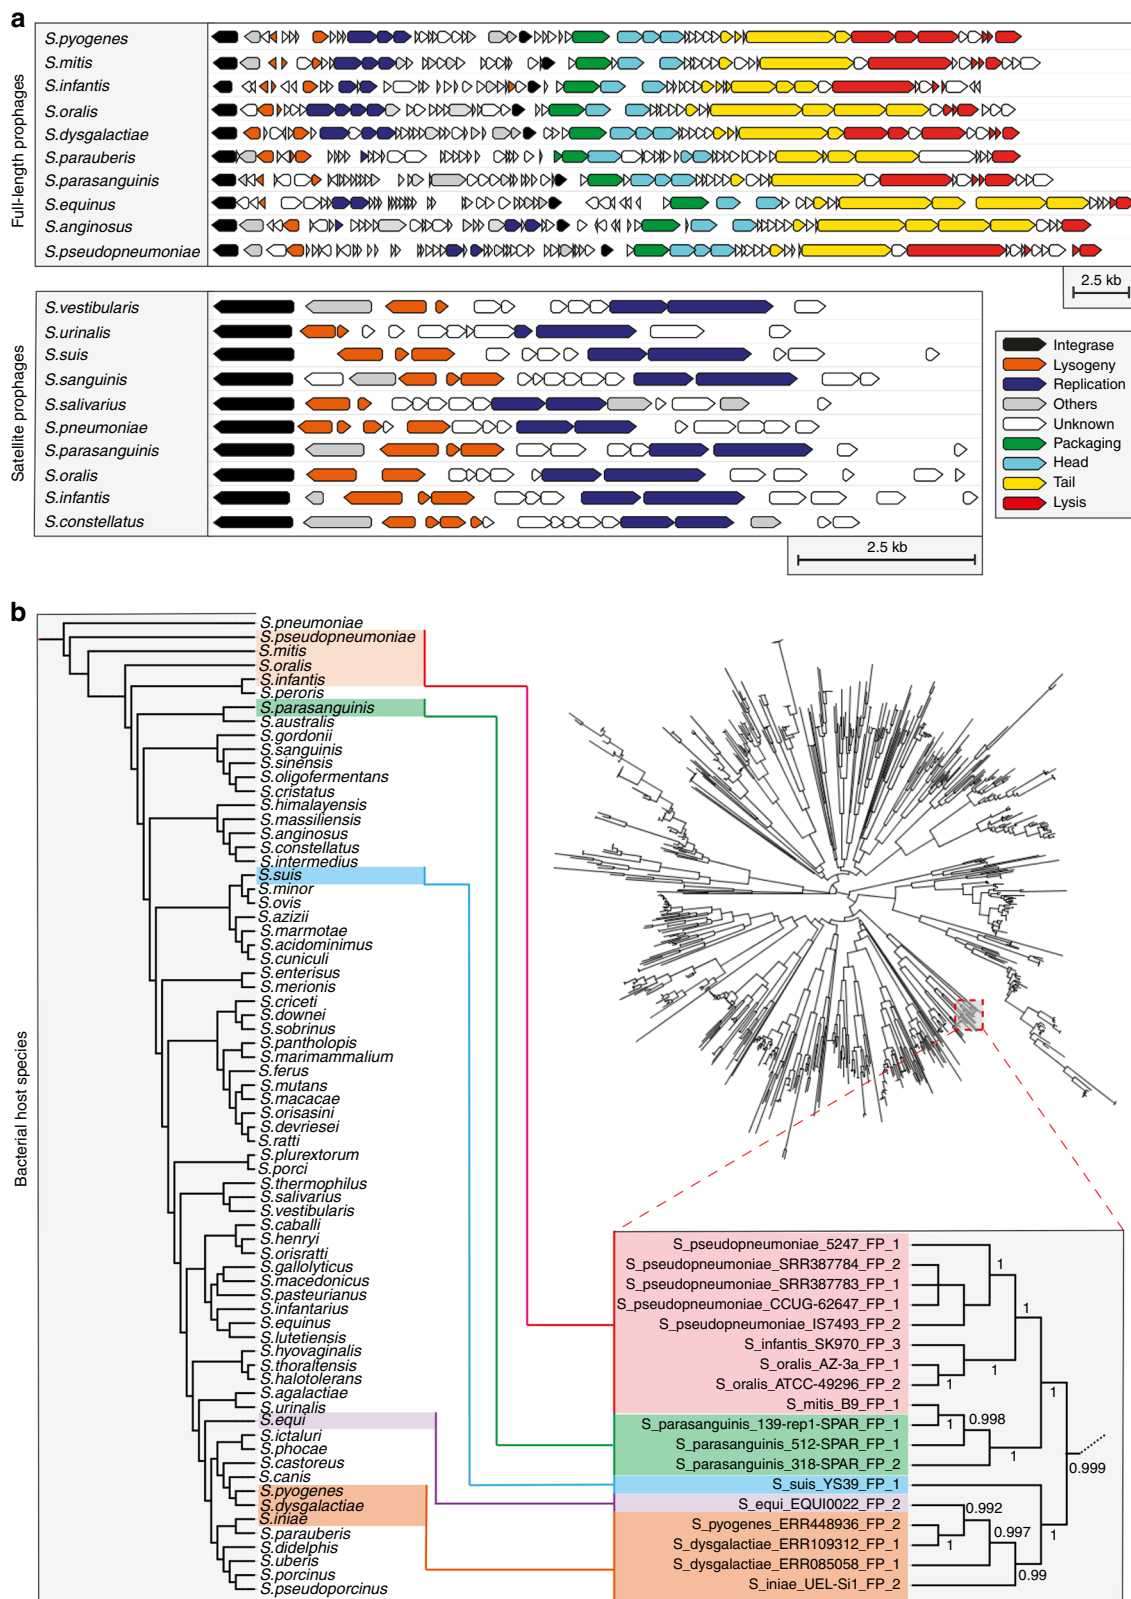 a
Full-length prophages
S.pyogenes
S.mitis
S.infantis
S.oralis
S.dysgalactiae
S.parauberis
S.parasanguinis
S.equinus
S.anginosus
S.pseudopneumoniae
2.5 kb
Satellite prophages
S.vestibularis
S.urinalis
S.suis
S.sanguinis
S.salivarius
S.pneumoniae
S.parasanguinis
S.oralis
S.infantis
S.constellatus
2.5 kb
Integrase
Lysogeny
Replication
Others
Unknown
Packaging
Head
Tail
Lysis
b
Bacterial host species
S.pneumoniae
S.pseudopneumoniae
S.mitis
S.oralis
S.infantis
S.peroris
S.parasanguinis
S.australis
S.gordonii
S.sanguinis
S.sinensis
S.oligofermentans
S.cristatus
S.himalayensis
S.massiliensis
S.anginosus
S.constellatus
S.intermedius
S.suis
S.minor
S.ovis
S.azizii
S.marmotae
S.acidominimus
S.cuniculi
S.enterisus
S.merionis
S.criceti
S.downei
S.sobrinus
S.pantholopis
S.marimammalium
S.ferus
S.mutans
S.macacae
S.orisasini
S.devriesei
S.ratti
S.plurextorum
S.porci
S.thermophilus
S.salivarius
S.vestibularis
S.caballi
S.henryi
S.orisratti
S.gallolyticus
S.macedonicus
S.pasteurianus
S.infantarius
S.equinus
S.lutetiensis
S.hyovaginalis
S.thoraltensis
S.halotolerans
S.agalactiae
S.urinalis
S.equi
S.ictaluri
S.phocae
S.castoreus
S.canis
S.pyogenes
S.dysgalactiae
S.iniae
S.parauberis
S.didelphis
S.uberis
S.porcinus
S.pseudoporcinus
S_pseudopneumoniae_5247_FP_1
S_pseudopneumoniae_SRR387784_FP_2
S_pseudopneumoniae_SRR387783_FP_1
S_pseudopneumoniae_CCUG-62647_FP_1
S_pseudopneumoniae_IS7493_FP_2
S_infantis_SK970_FP_3
S_oralis_AZ-3a_FP_1
S_oralis_ATCC-49296_FP_2
S_mitis_B9_FP_1
S_parasanguinis_139-rep1-SPAR_FP_1
S_parasanguinis_512-SPAR_FP_1
S_parasanguinis_318-SPAR_FP_2
S_suis_YS39_FP_1
S_equi_EQUI0022_FP_2
S_pyogenes_ERR448936_FP_2
S_dysgalactiae_ERR109312_FP_1
S_dysgalactiae_ERR085058_FP_1
S_iniae_UEL-Si1_FP_2
1
1
1
1
1
0.998
1
1
0.999
0.992
0.997
1
1
0.99